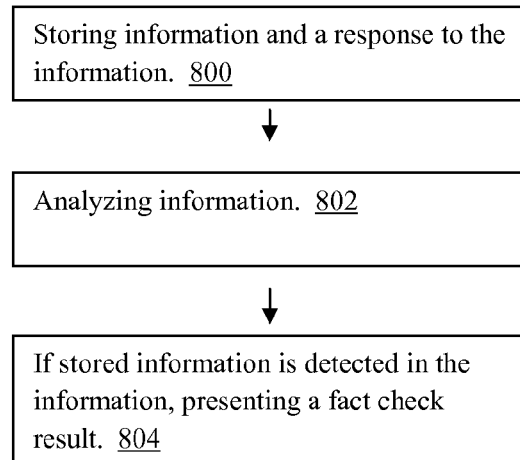 Storing information and a response to the
information. 800
Analyzing information. 802
If stored information is detected in the
information, presenting a fact check
result. 804